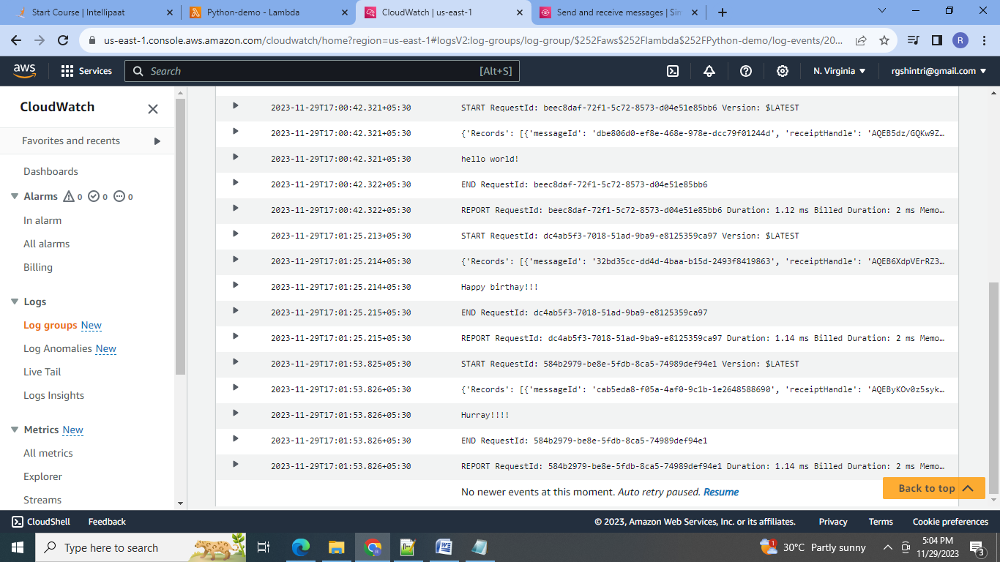 Start Course | Intellipaat
Python-demo - Lambda
CloudWatch | us-east-1
Send and receive messages | Sim
us-east-1.console.aws.amazon.com/cloudwatch/home?region=us-east-1#logsV2:log-groups/log-group/$252Faws$252Flambda$252FPython-demo/log-events/20...
R
aws
Services
Search
[Alt+S]
N. Virginia
rgshintri@gmail.com
CloudWatch
Favorites and recents
Dashboards
Alarms 0 0 0
In alarm
All alarms
Billing
Logs
Log groups New
Log Anomalies New
Live Tail
Logs Insights
Metrics New
All metrics
Explorer
Streams
2023-11-29T17:00:42.321+05:30 START RequestId: beec8daf-72f1-5c72-8573-d04e51e85bb6 Version: $LATEST
2023-11-29T17:00:42.321+05:30 {'Records': [{'messageId': 'dbe806d0-ef8e-468e-978e-dcc79f01244d', 'receiptHandle': 'AQEB5dz/GQKw9Z…
2023-11-29T17:00:42.321+05:30 hello world!
2023-11-29T17:00:42.322+05:30 END RequestId: beec8daf-72f1-5c72-8573-d04e51e85bb6
2023-11-29T17:00:42.322+05:30 REPORT RequestId: beec8daf-72f1-5c72-8573-d04e51e85bb6 Duration: 1.12 ms Billed Duration: 2 ms Memo…
2023-11-29T17:01:25.213+05:30 START RequestId: dc4ab5f3-7018-51ad-9ba9-e8125359ca97 Version: $LATEST
2023-11-29T17:01:25.214+05:30 {'Records': [{'messageId': '32bd35cc-dd4d-4baa-b15d-2493f8419863', 'receiptHandle': 'AQEB6XdpVErRZ3…
2023-11-29T17:01:25.214+05:30 Happy birthay!!!
2023-11-29T17:01:25.215+05:30 END RequestId: dc4ab5f3-7018-51ad-9ba9-e8125359ca97
2023-11-29T17:01:25.215+05:30 REPORT RequestId: dc4ab5f3-7018-51ad-9ba9-e8125359ca97 Duration: 1.14 ms Billed Duration: 2 ms Memo…
2023-11-29T17:01:53.825+05:30 START RequestId: 584b2979-be8e-5fdb-8ca5-74989def94e1 Version: $LATEST
2023-11-29T17:01:53.826+05:30 {'Records': [{'messageId': 'cab5eda8-f05a-4af0-9c1b-1e2648588690', 'receiptHandle': 'AQEByKOv0z5syk…
2023-11-29T17:01:53.826+05:30 Hurray!!!!
2023-11-29T17:01:53.826+05:30 END RequestId: 584b2979-be8e-5fdb-8ca5-74989def94e1
2023-11-29T17:01:53.826+05:30 REPORT RequestId: 584b2979-be8e-5fdb-8ca5-74989def94e1 Duration: 1.14 ms Billed Duration: 2 ms Memo…
No newer events at this moment. Auto retry paused. Resume
Back to top
CloudShell
Feedback
© 2023, Amazon Web Services, Inc. or its affiliates.
Privacy
Terms
Cookie preferences
Type here to search
1
30°C Partly sunny
5:04 PM
11/29/2023
3